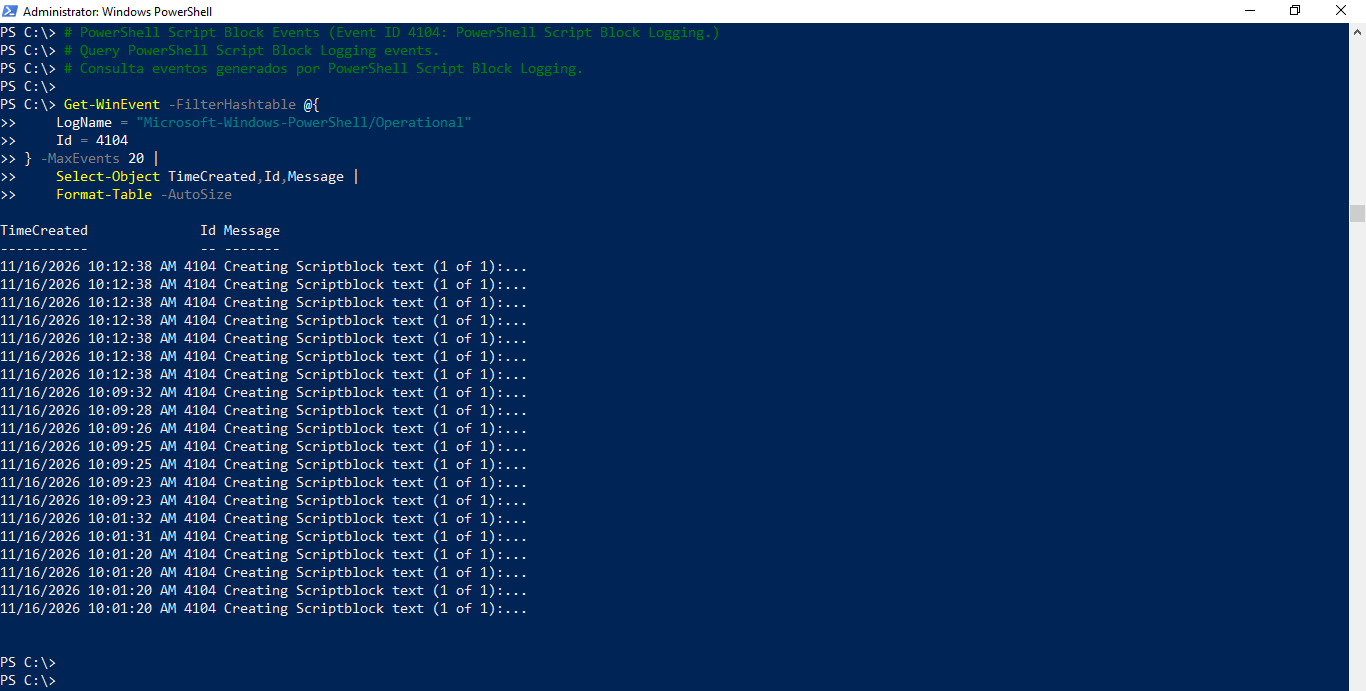 Administrator: Windows PowerShell
PS C:\> # PowerShell Script Block Events (Event ID 4104: PowerShell Script Block Logging.)
PS C:\> # Query PowerShell Script Block Logging events.
PS C:\> # Consulta eventos generados por PowerShell Script Block Logging.
PS C:\>
PS C:\> Get-WinEvent -FilterHashtable @{
>>     LogName = "Microsoft-Windows-PowerShell/Operational"
>>     Id = 4104
>> } -MaxEvents 20 |
>>     Select-Object TimeCreated,Id,Message |
>>     Format-Table -AutoSize
TimeCreated              Id Message
-----------              -- -------
11/16/2026 10:12:38 AM 4104 Creating Scriptblock text (1 of 1):...
11/16/2026 10:12:38 AM 4104 Creating Scriptblock text (1 of 1):...
11/16/2026 10:12:38 AM 4104 Creating Scriptblock text (1 of 1):...
11/16/2026 10:12:38 AM 4104 Creating Scriptblock text (1 of 1):...
11/16/2026 10:12:38 AM 4104 Creating Scriptblock text (1 of 1):...
11/16/2026 10:12:38 AM 4104 Creating Scriptblock text (1 of 1):...
11/16/2026 10:12:38 AM 4104 Creating Scriptblock text (1 of 1):...
11/16/2026 10:09:32 AM 4104 Creating Scriptblock text (1 of 1):...
11/16/2026 10:09:28 AM 4104 Creating Scriptblock text (1 of 1):...
11/16/2026 10:09:26 AM 4104 Creating Scriptblock text (1 of 1):...
11/16/2026 10:09:25 AM 4104 Creating Scriptblock text (1 of 1):...
11/16/2026 10:09:25 AM 4104 Creating Scriptblock text (1 of 1):...
11/16/2026 10:09:23 AM 4104 Creating Scriptblock text (1 of 1):...
11/16/2026 10:09:23 AM 4104 Creating Scriptblock text (1 of 1):...
11/16/2026 10:01:32 AM 4104 Creating Scriptblock text (1 of 1):...
11/16/2026 10:01:31 AM 4104 Creating Scriptblock text (1 of 1):...
11/16/2026 10:01:20 AM 4104 Creating Scriptblock text (1 of 1):...
11/16/2026 10:01:20 AM 4104 Creating Scriptblock text (1 of 1):...
11/16/2026 10:01:20 AM 4104 Creating Scriptblock text (1 of 1):...
11/16/2026 10:01:20 AM 4104 Creating Scriptblock text (1 of 1):...
PS C:\>
PS C:\>